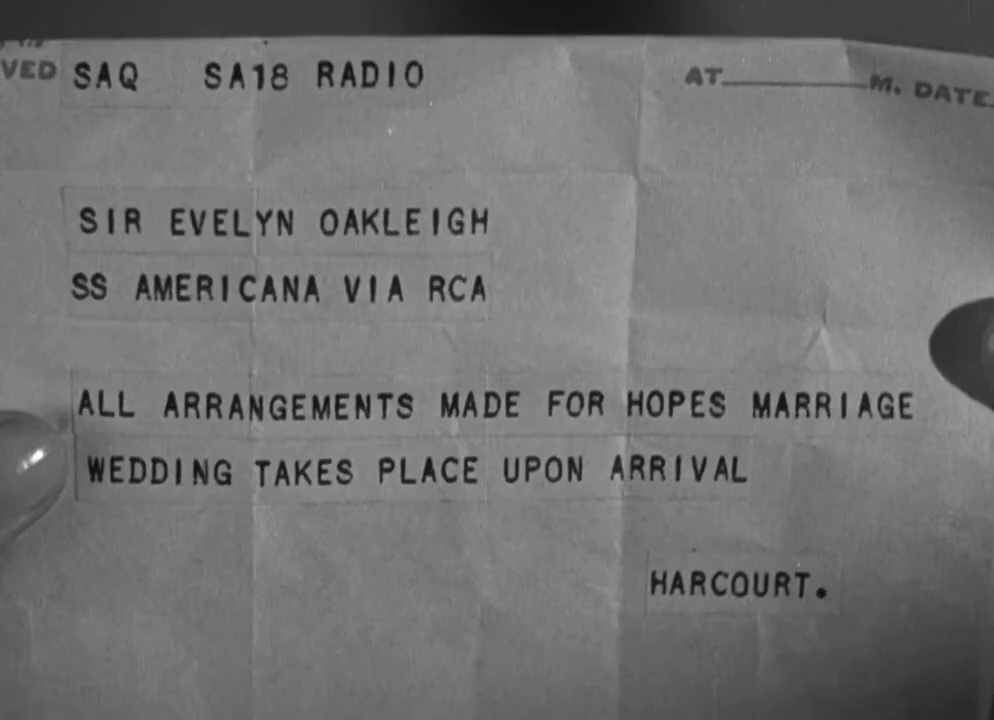 VED SAQ SA18 RADIO AT M. DATE
SIR EVELYN OAKLEIGH
SS AMERICANA VIA RCA
ALL ARRANGEMENTS MADE FOR HOPES MARRIAGE
WEDDING TAKES PLACE UPON ARRIVAL
HARCOURT.